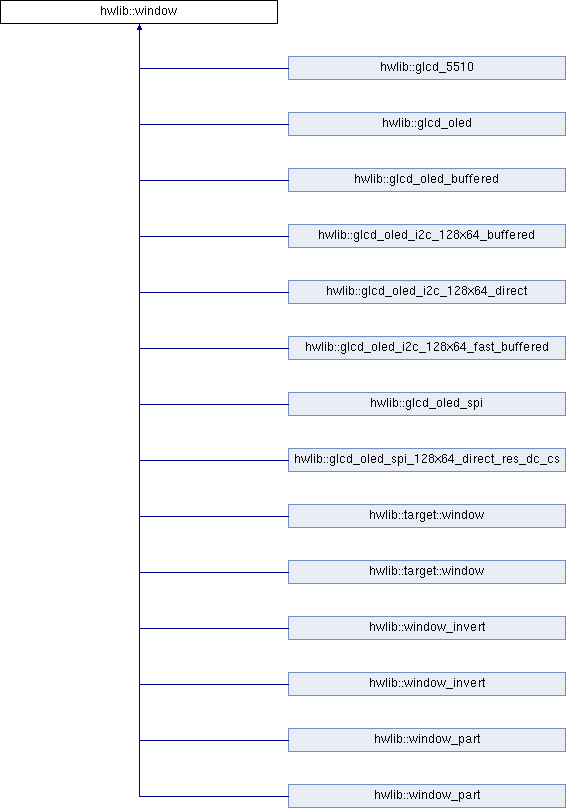 hwlib::window
hwlib::glcd_5510
hwlib::glcd_oled
hwlib::glcd_oled_buffered
hwlib::glcd_oled_i2c_128x64_buffered
hwlib::glcd_oled_i2c_128x64_direct
hwlib::glcd_oled_i2c_128x64_fast_buffered
hwlib::glcd_oled_spi
hwlib::glcd_oled_spi_128x64_direct_res_dc_cs
hwlib::target::window
hwlib::target::window
hwlib::window_invert
hwlib::window_invert
hwlib::window_part
hwlib::window_part